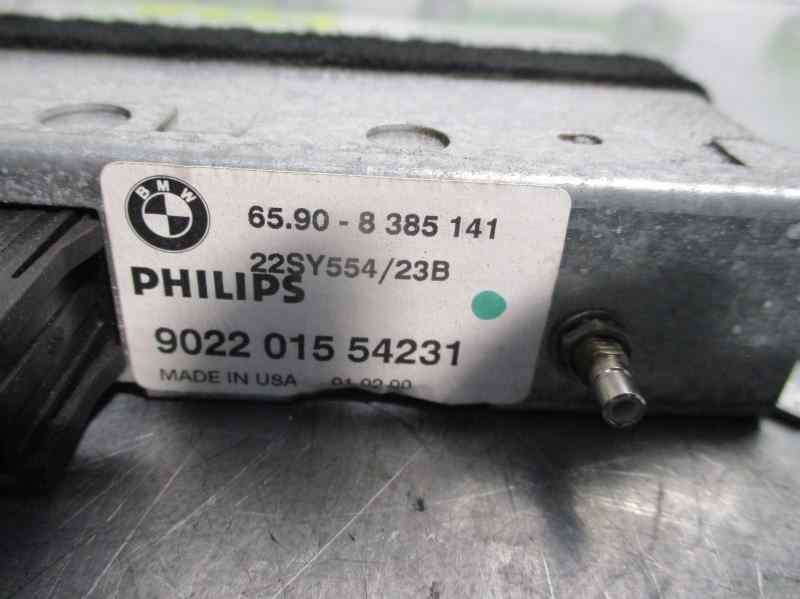 BMW
65.90 - 8 385 141
22SY554/23B
PHILIPS
9022 015 54231
MADE IN USA